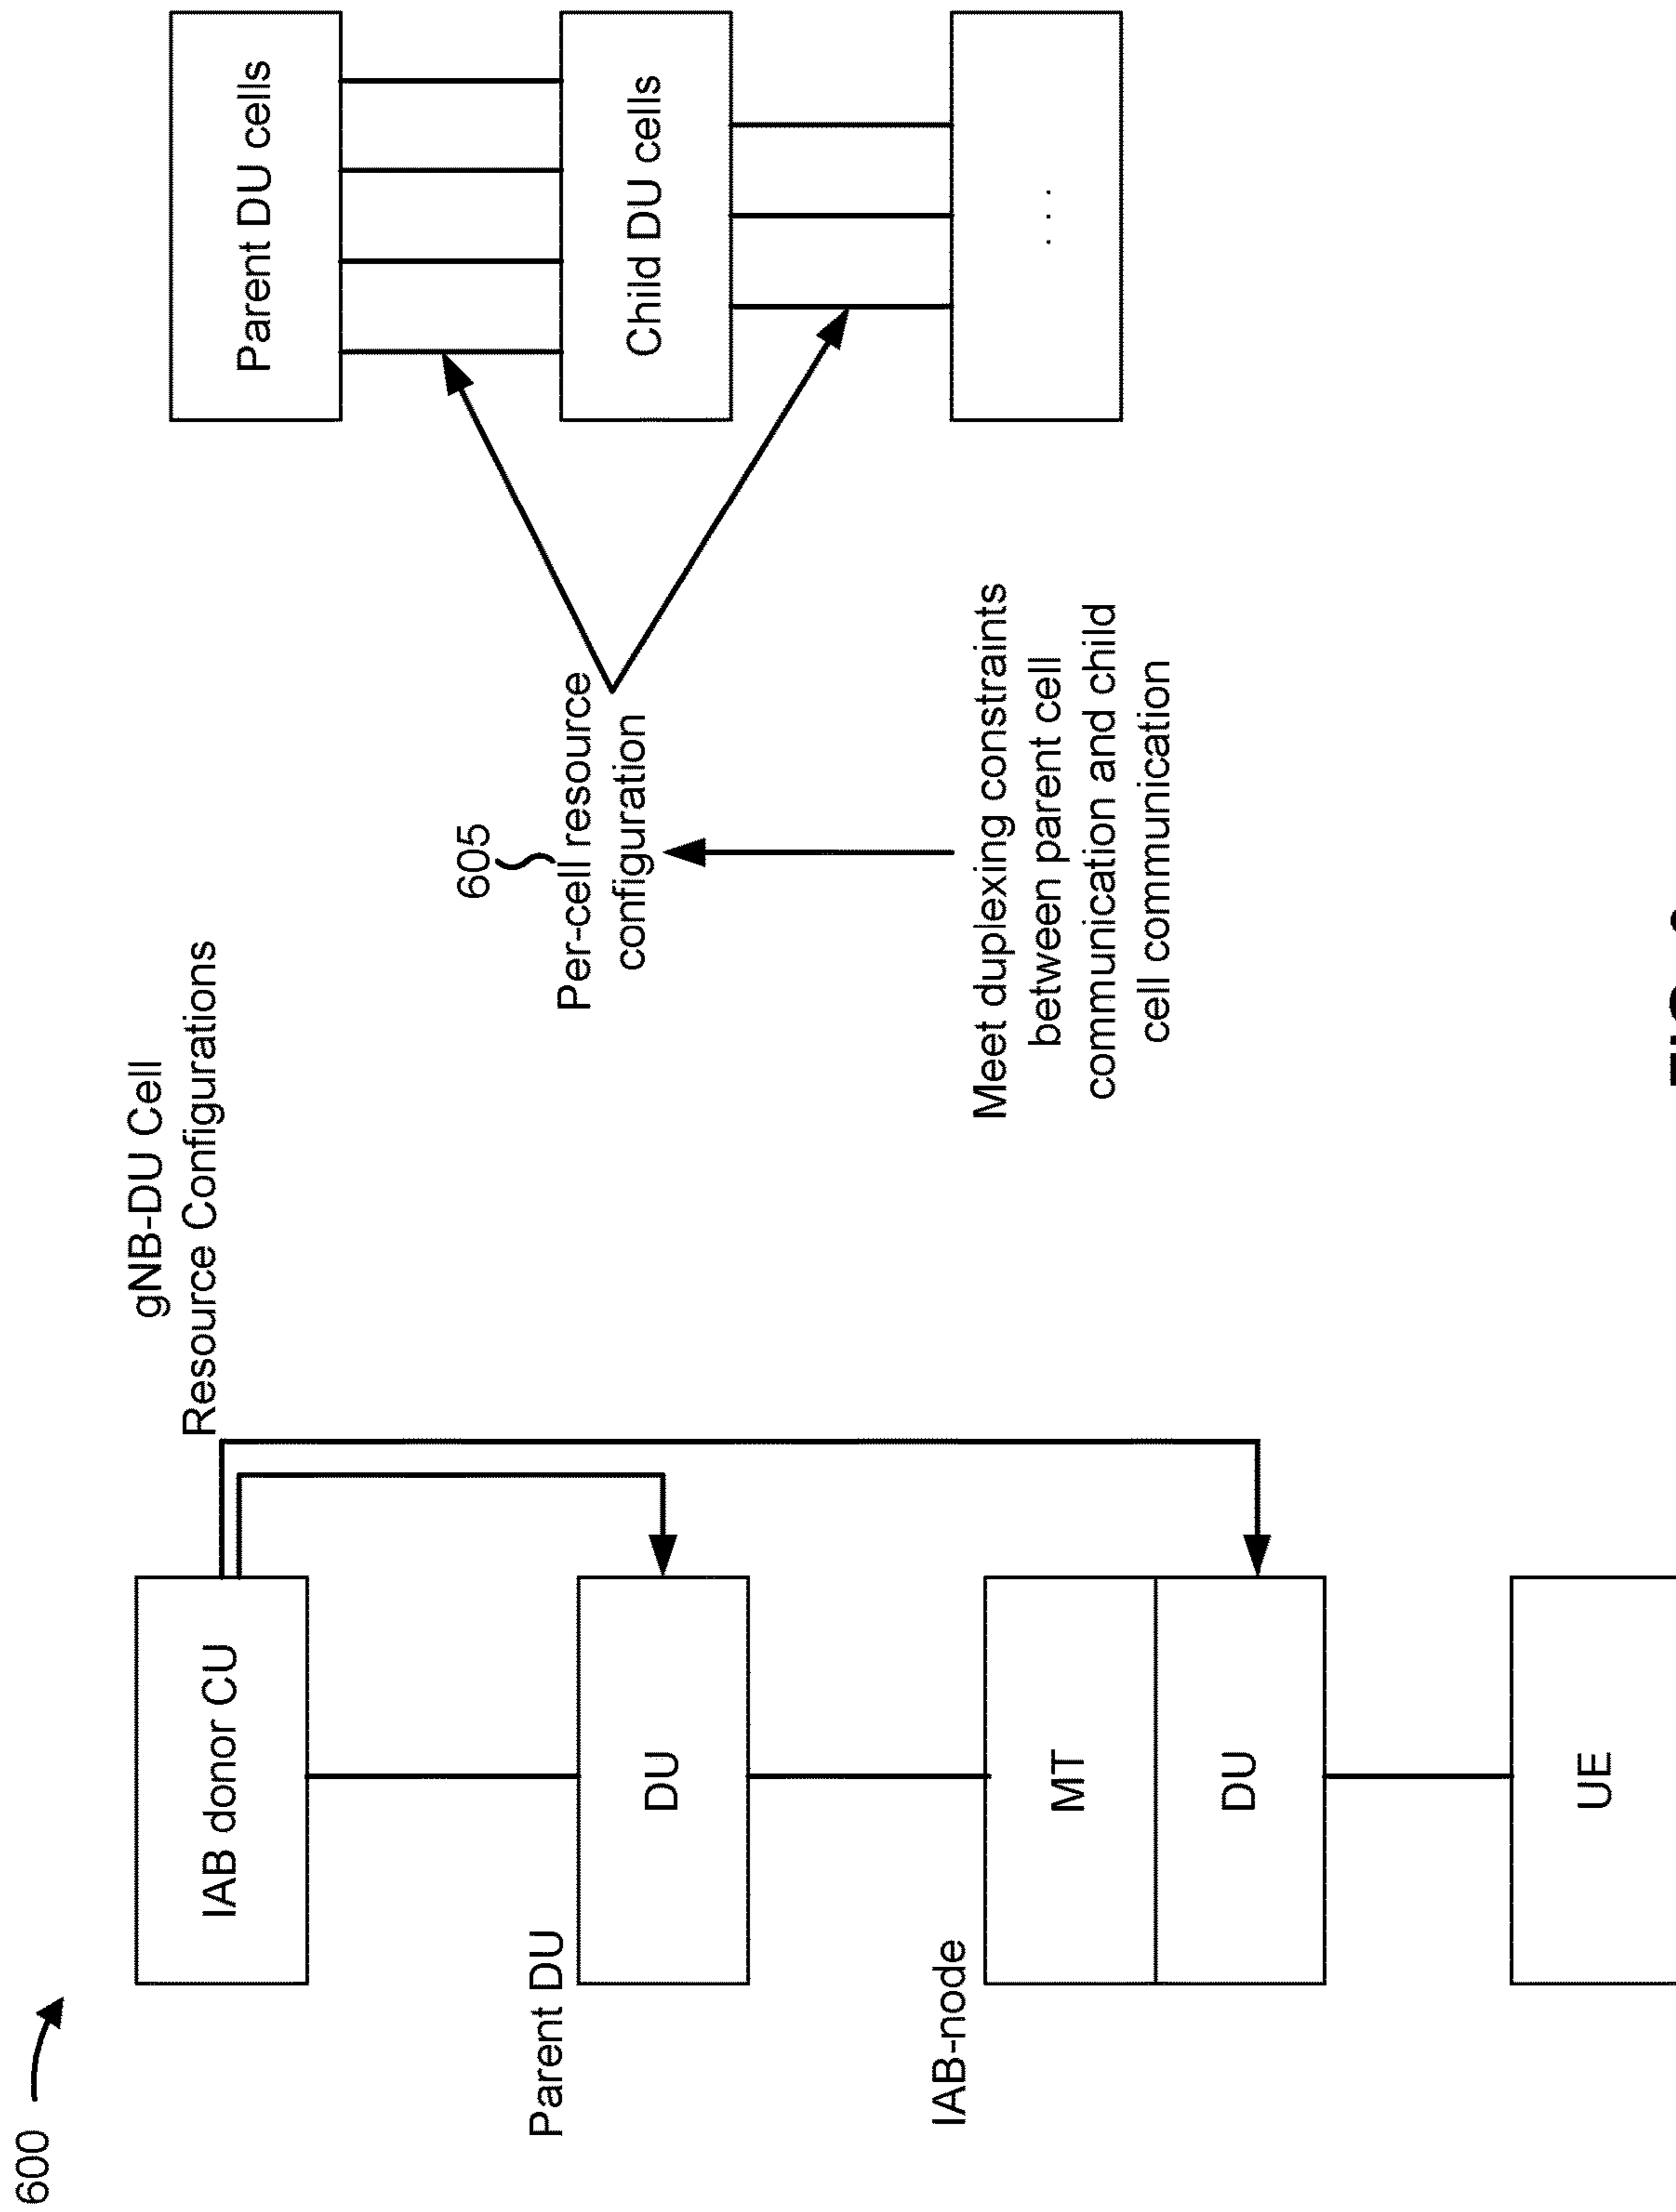 600
gNB-DU Cell
Resource Configurations
IAB donor CU
Parent DU
DU
IAB-node
MT
DU
UE
605
Per-cell resource
configuration
Meet duplexing constraints
between parent cell
communication and child
cell communication
Parent DU cells
Child DU cells
. . .